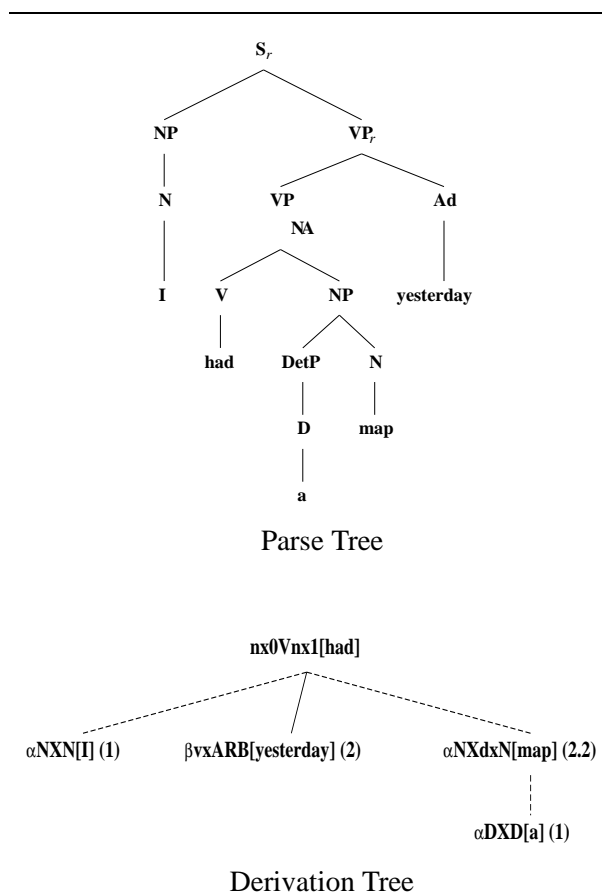 S_r
NP VP_r
N VP Ad
NA
I V NP yesterday
had DetP N
D map
a
Parse Tree
nx0Vnx1[had]
αNXN[I] (1) βvxARB[yesterday] (2) αNXdxN[map] (2.2)
αDXD[a] (1)
Derivation Tree